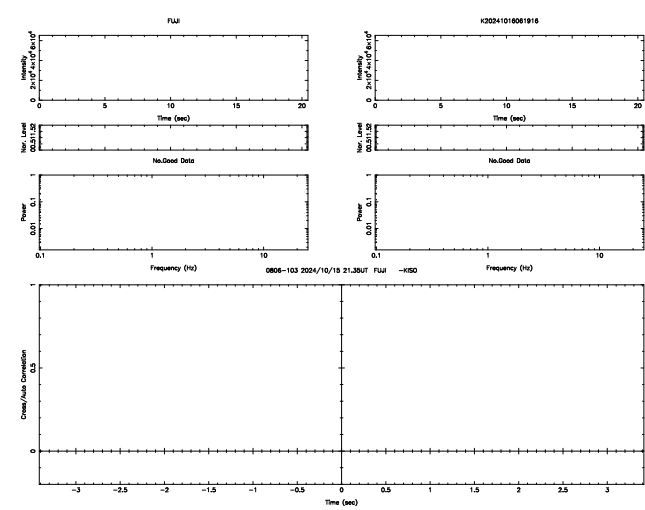 FUJI
K20241016061916
Intensity
0 2×10⁴ 4×10⁴ 6×10⁴
0 5 10 15 20
Time (sec)
Intensity
0 2×10⁴ 4×10⁴ 6×10⁴
0 5 10 15 20
Time (sec)
Nor. Level
00.511.52
Nor. Level
00.511.52
No.Good Data
No.Good Data
Power
0.01 0.1 1
0.1 1 10
Frequency (Hz)
Power
0.01 0.1 1
0.1 1 10
Frequency (Hz)
0806-103 2024/10/15 21.35UT FUJI -KISO
Cross/Auto Correlation
0 0.5 1
-3 -2.5 -2 -1.5 -1 -0.5 0 0.5 1 1.5 2 2.5 3
Time (sec)